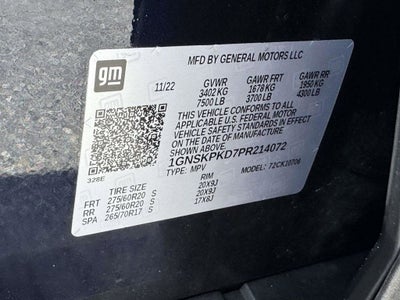 gm
MFD BY GENERAL MOTORS LLC
11/22 GVWR GAWR FRT GAWR RR
3402 KG 1678 KG 1950 KG
7500 LB 3700 LB 4300 LB
THIS VEHICLE CONFORMS TO ALL
APPLICABLE U.S. FEDERAL MOTOR
VEHICLE SAFETY STANDARDS IN EFFECT
ON THE DATE OF MANUFACTURE
SHOWN ABOVE.
1GNSKPKD7PR214072
TYPE: MPV MODEL: 72CK10706
328E
TIRE SIZE RIM
FRT 275/60R20 S 20X9J
RR 275/60R20 S 20X9J
SPA 265/70R17 S 17X8J